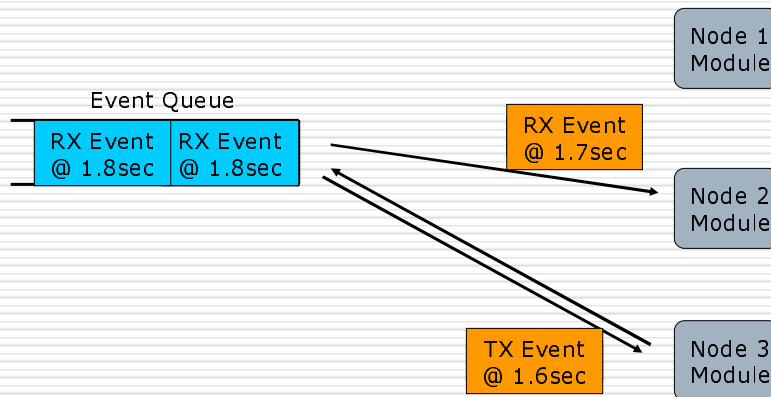 Node 1
Module
Event Queue
RX Event
@ 1.8sec
RX Event
@ 1.8sec
RX Event
@ 1.7sec
Node 2
Module
TX Event
@ 1.6sec
Node 3
Module